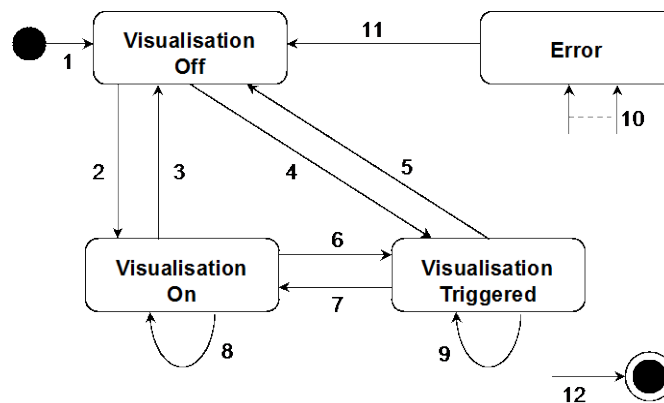 Visualisation
Off
11
Error
1
10
2
3
4
5
Visualisation
On
6
7
Visualisation
Triggered
8
9
12